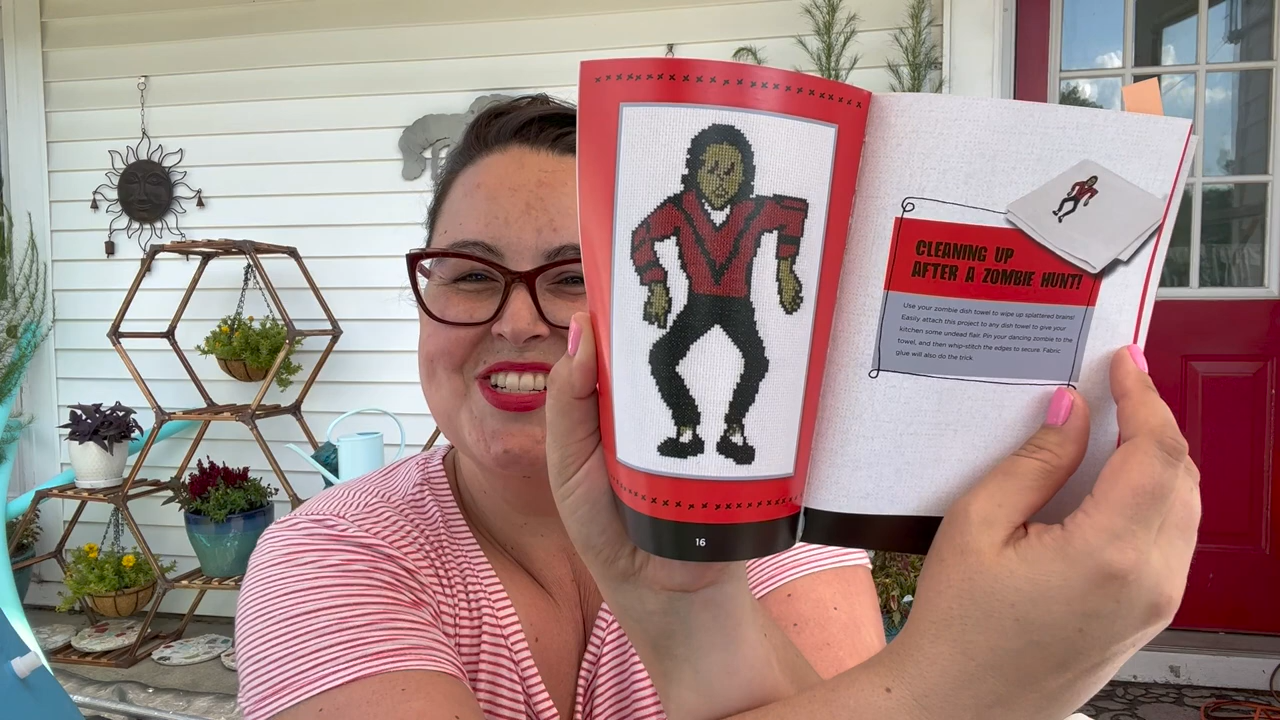 16
CLEANING UP
AFTER A ZOMBIE HUNT!
Use your zombie dish towel to wipe up splattered brains!
Easily attach this project to any dish towel to give your
kitchen some undead flair. Pin your dancing zombie to the
towel, and then whip-stitch the edges to secure. Fabric
glue will also do the trick.